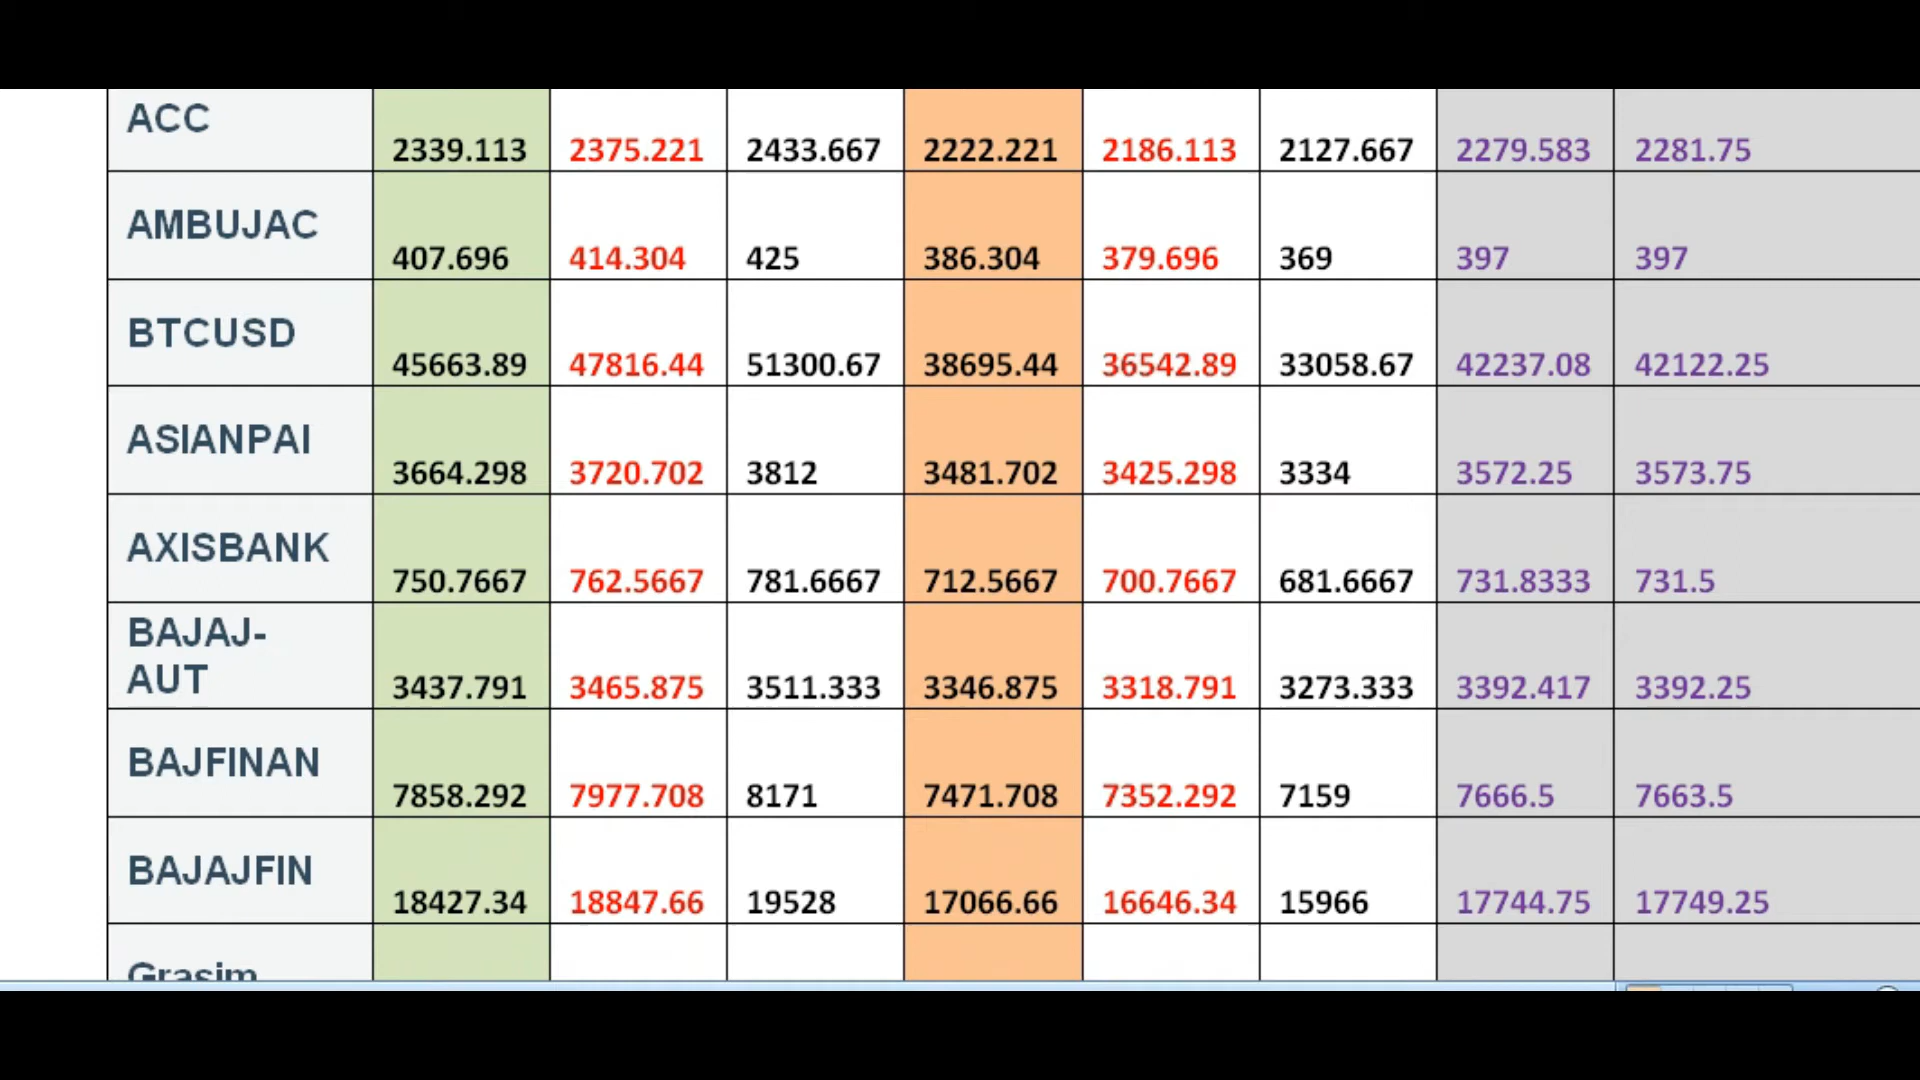 ACC 2339.113 2375.221 2433.667 2222.221 2186.113 2127.667 2279.583 2281.75
AMBUJAC 407.696 414.304 425 386.304 379.696 369 397 397
BTCUSD 45663.89 47816.44 51300.67 38695.44 36542.89 33058.67 42237.08 42122.25
ASIANPAI 3664.298 3720.702 3812 3481.702 3425.298 3334 3572.25 3573.75
AXISBANK 750.7667 762.5667 781.6667 712.5667 700.7667 681.6667 731.8333 731.5
BAJAJ-
AUT 3437.791 3465.875 3511.333 3346.875 3318.791 3273.333 3392.417 3392.25
BAJFINAN 7858.292 7977.708 8171 7471.708 7352.292 7159 7666.5 7663.5
BAJAJFIN 18427.34 18847.66 19528 17066.66 16646.34 15966 17744.75 17749.25
Grasim